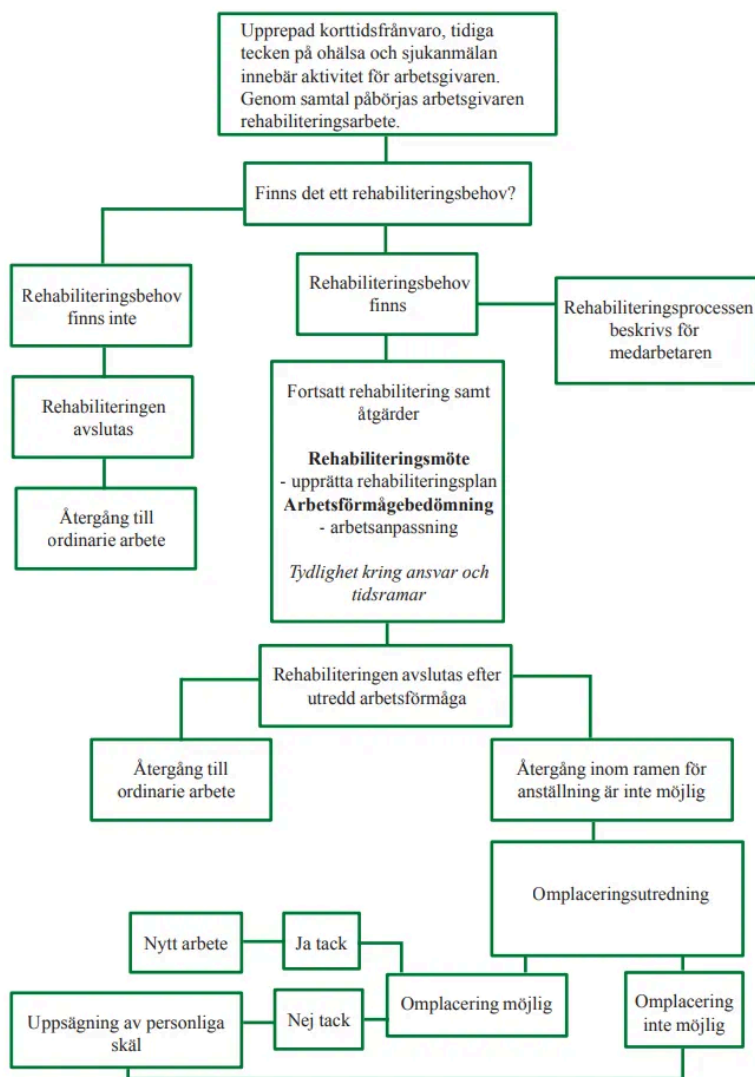 Upprepad korttidsfrånvaro, tidiga
tecken på ohälsa och sjukanmälan
innebär aktivitet för arbetsgivaren.
Genom samtal påbörjas arbetsgivaren
rehabiliteringsarbete.
Finns det ett rehabiliteringsbehov?
Rehabiliteringsbehov
finns inte
Rehabiliteringsbehov
finns
Rehabiliteringsprocessen
beskrivs för
medarbetaren
Rehabiliteringen
avslutas
Återgång till
ordinarie arbete
Fortsatt rehabilitering samt
åtgärder
Rehabiliteringsmöte
- upprätta rehabiliteringsplan
Arbetsförmågebedömning
- arbetsanpassning
Tydlighet kring ansvar och
tidsramar
Rehabiliteringen avslutas efter
utredd arbetsförmåga
Återgång till
ordinarie arbete
Återgång inom ramen för
anställning är inte möjlig
Omplaceringsutredning
Nytt arbete
Ja tack
Omplacering möjlig
Omplacering
inte möjlig
Nej tack
Uppsägning av personliga
skäl